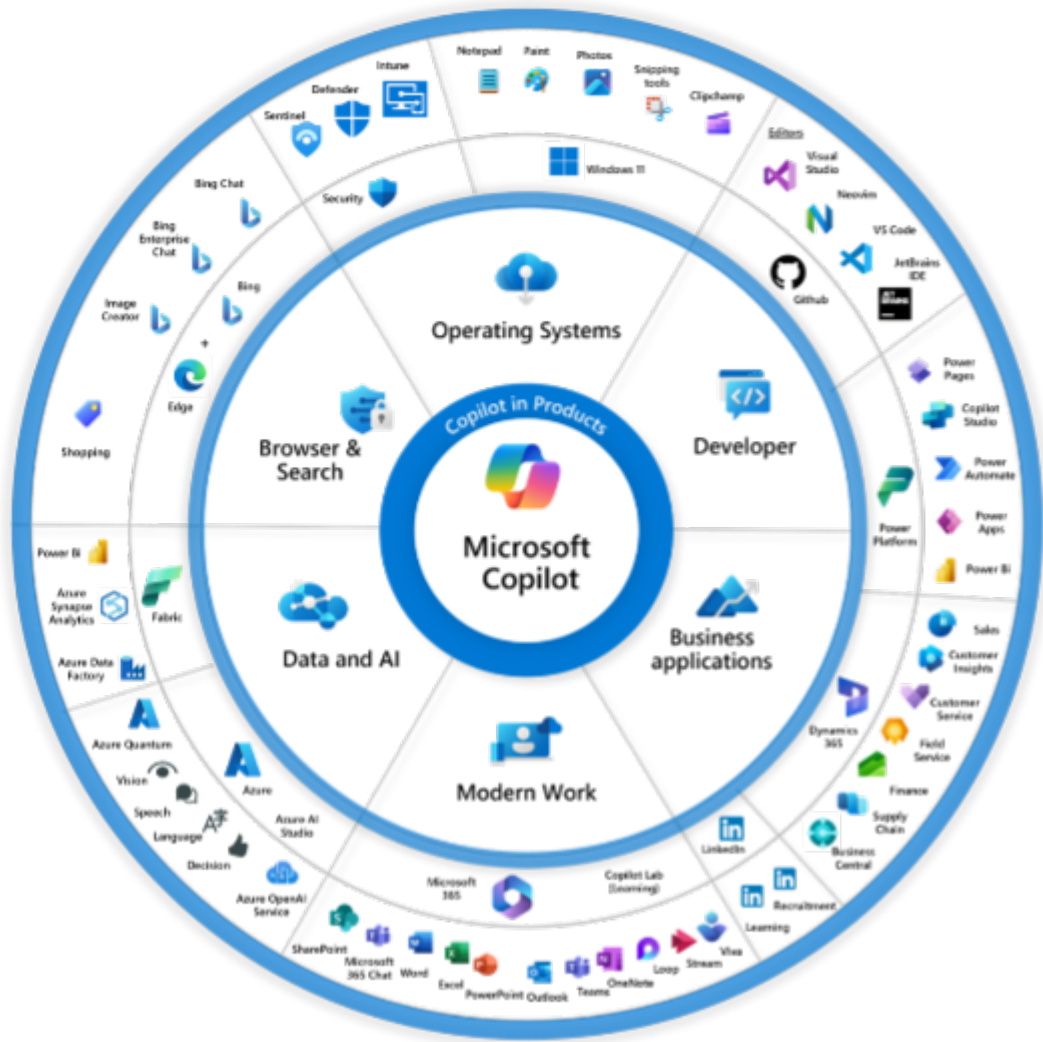 Notepad
Paint
Photos
Snipping
tools
Clipchamp
Windows 11
Operating Systems
Editors
Visual
Studio
Neovim
VS Code
JetBrains
IDE
JET
BRAINS
Github
Developer
Power
Pages
Copilot
Studio
Power
Automate
Power
Apps
Power Bi
Power
Platform
Business
applications
Sales
Customer
Insights
Customer
Service
Field
Service
Finance
Supply
Chain
Business
Central
Dynamics
365
LinkedIn
Recruitment
Learning
Modern Work
Microsoft
365
Copilot Lab
(Learning)
SharePoint
Microsoft
365 Chat
Word
Excel
PowerPoint
Outlook
Teams
OneNote
Loop
Stream
Viva
Data and AI
Azure
Azure AI
Studio
Azure Quantum
Vision
Speech
Language
Decision
Azure OpenAI
Service
Fabric
Power Bi
Azure
Synapse
Analytics
Azure Data
Factory
Browser &
Search
Bing
+
Edge
Bing Chat
Bing
Enterprise
Chat
Image
Creator
Shopping
Security
Sentinel
Defender
Intune
Copilot in Products
Microsoft
Copilot